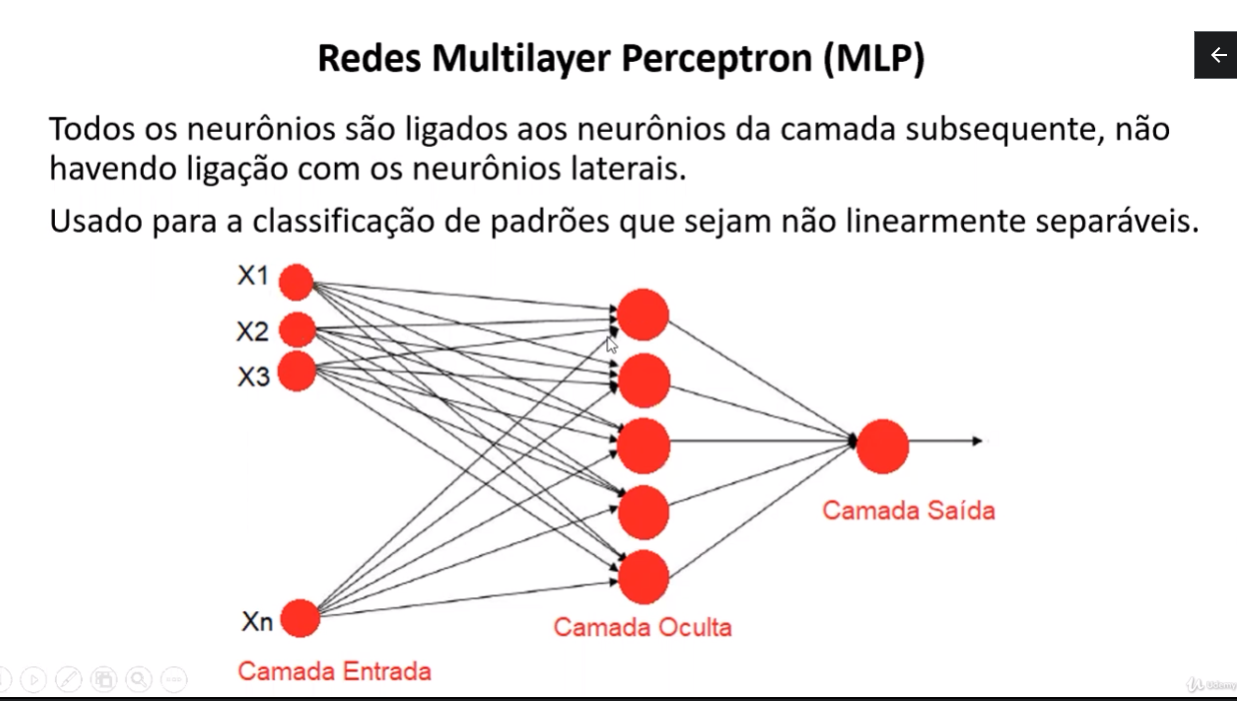 Redes Multilayer Perceptron (MLP)
Todos os neurônios são ligados aos neurônios da camada subsequente, não
havendo ligação com os neurônios laterais.
Usado para a classificação de padrões que sejam não linearmente separáveis.
X1
X2
X3
Xn
Camada Entrada
Camada Oculta
Camada Saída
Udemy